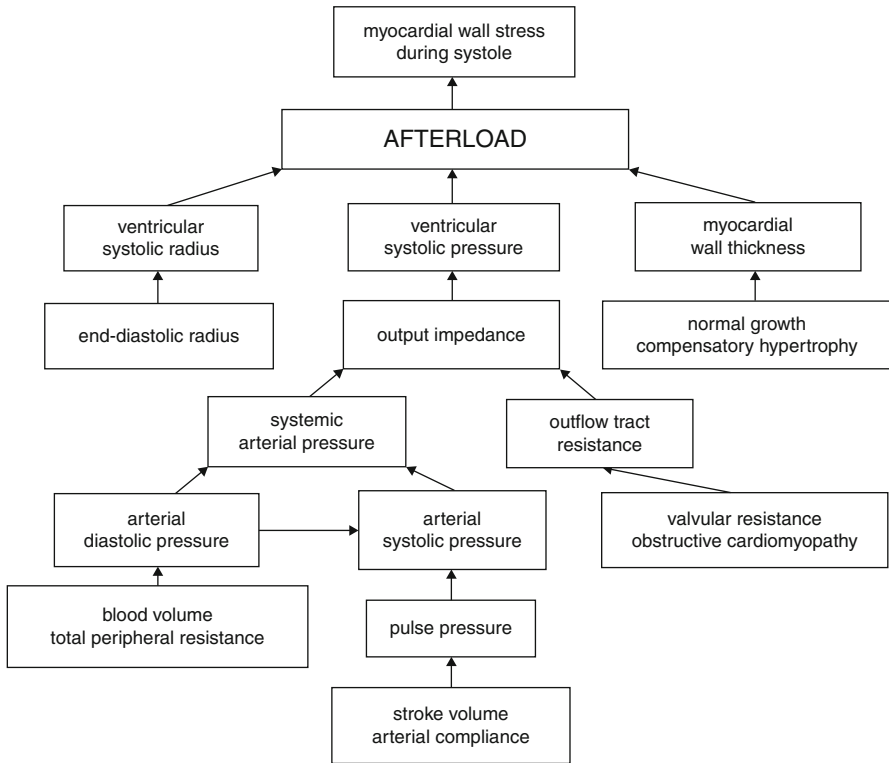 myocardial wall stress
during systole
AFTERLOAD
ventricular
systolic radius
ventricular
systolic pressure
myocardial
wall thickness
end-diastolic radius
output impedance
normal growth
compensatory hypertrophy
systemic
arterial pressure
outflow tract
resistance
arterial
diastolic pressure
arterial
systolic pressure
valvular resistance
obstructive cardiomyopathy
blood volume
total peripheral resistance
pulse pressure
stroke volume
arterial compliance